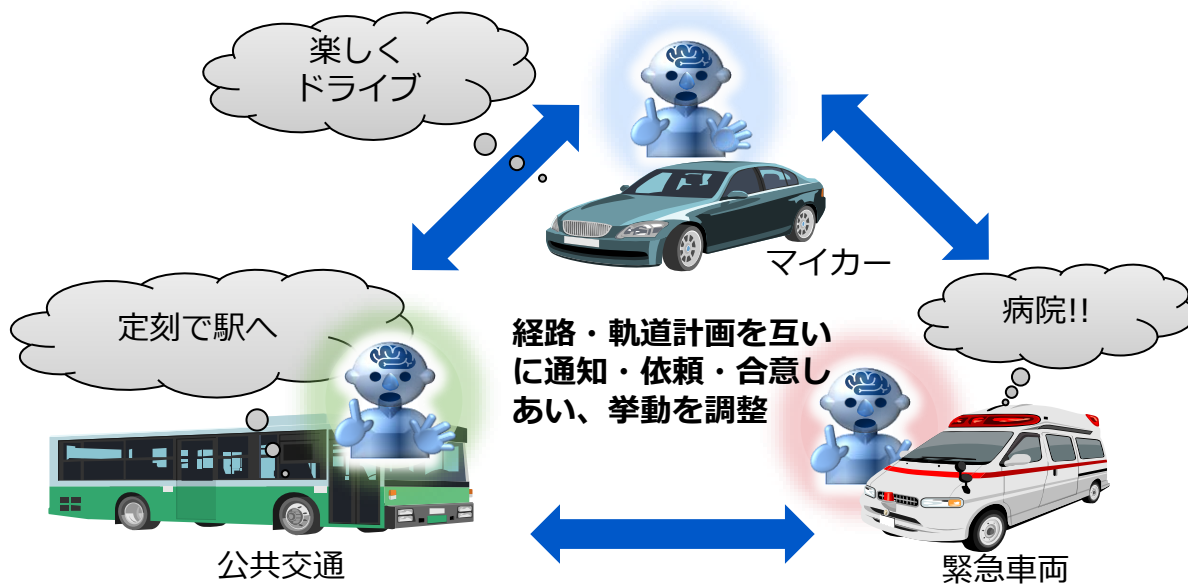 楽しく
ドライブ
マイカー
定刻で駅へ
病院!!
経路・軌道計画を互い
に通知・依頼・合意し
あい、挙動を調整
公共交通
緊急車両